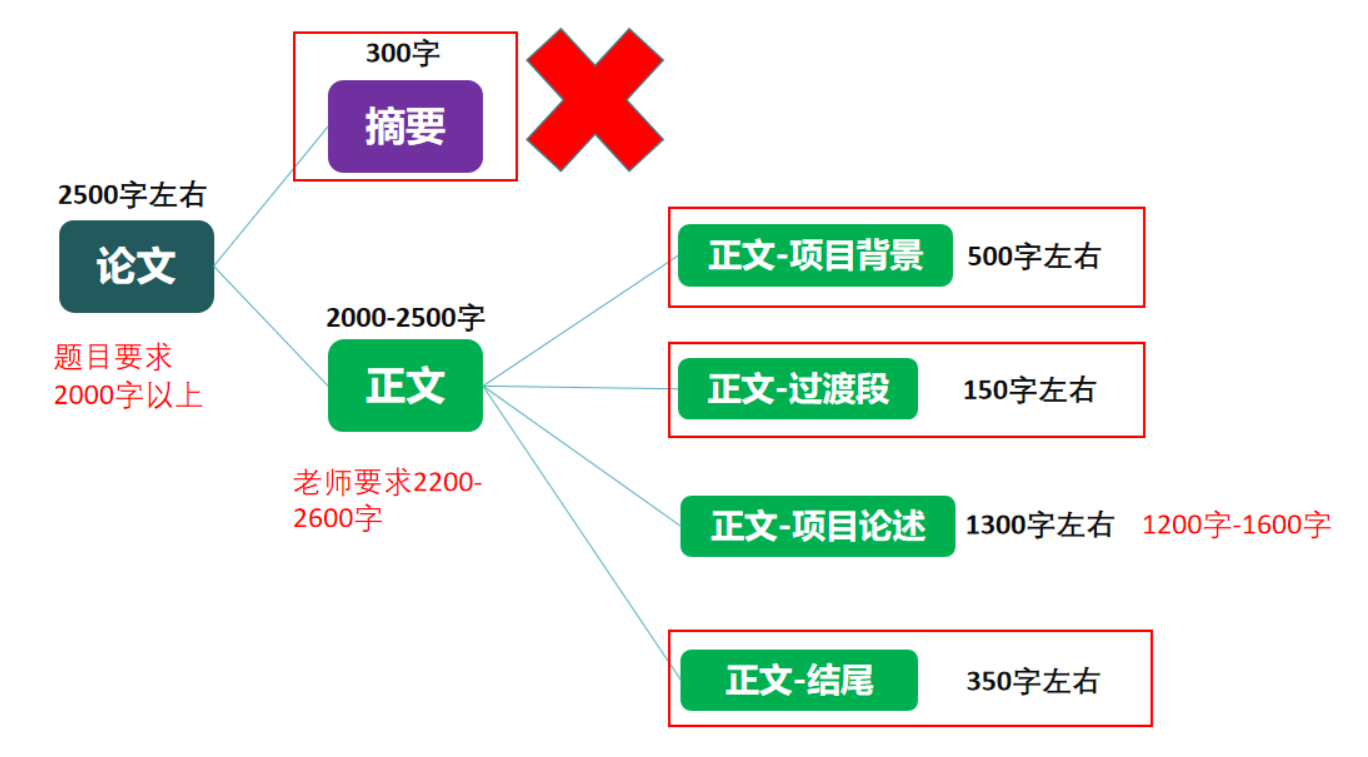 300字
摘要
2500字左右
论文
题目要求
2000字以上
2000-2500字
正文
老师要求2200-
2600字
正文-项目背景
500字左右
正文-过渡段
150字左右
正文-项目论述
1300字左右
1200字-1600字
正文-结尾
350字左右